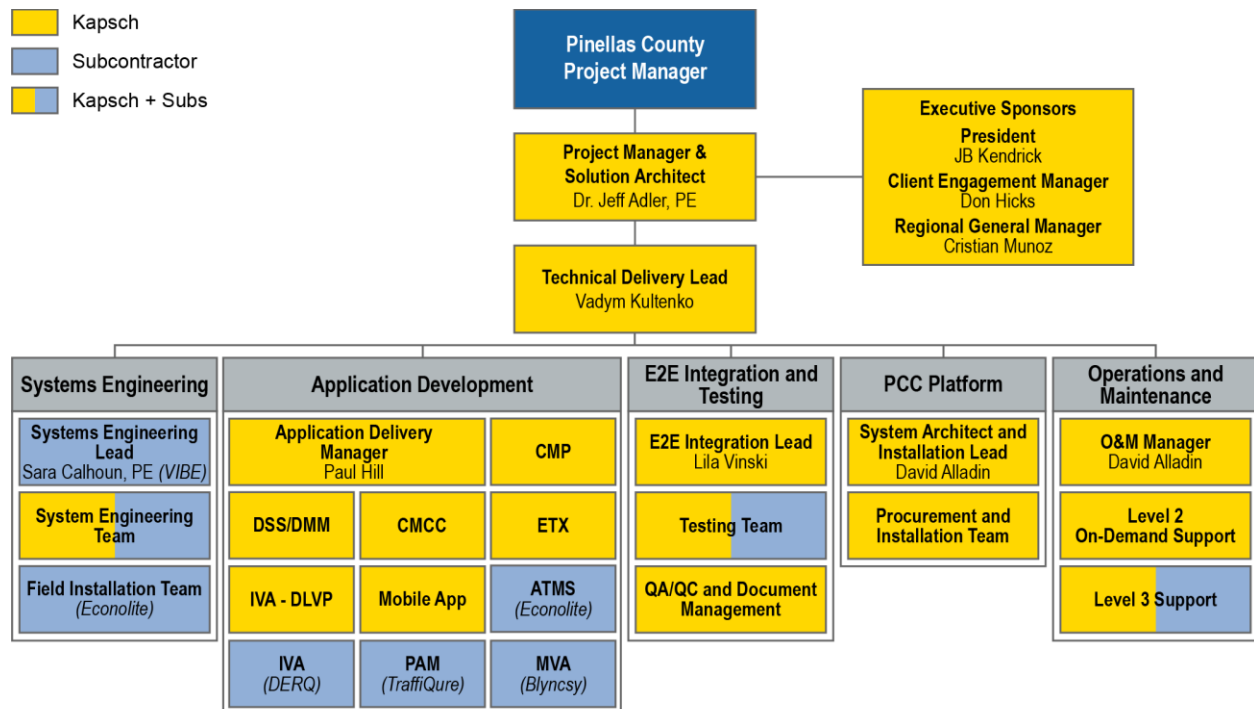 Kapsch
Subcontractor
Kapsch + Subs
Pinellas County
Project Manager
Project Manager &
Solution Architect
Dr. Jeff Adler, PE
Executive Sponsors
President
JB Kendrick
Client Engagement Manager
Don Hicks
Regional General Manager
Cristian Munoz
Technical Delivery Lead
Vadym Kultenko
Systems Engineering
Systems Engineering
Lead
Sara Calhoun, PE (VIBE)
System Engineering
Team
Field Installation Team
(Econolite)
Application Development
Application Delivery
Manager
Paul Hill
CMP
DSS/DMM
CMCC
ETX
IVA - DLVP
Mobile App
ATMS
(Econolite)
IVA
(DERQ)
PAM
(TraffiQure)
MVA
(Blyncsy)
E2E Integration and
Testing
E2E Integration Lead
Lila Vinski
Testing Team
QA/QC and Document
Management
PCC Platform
System Architect and
Installation Lead
David Alladin
Procurement and
Installation Team
Operations and
Maintenance
O&M Manager
David Alladin
Level 2
On-Demand Support
Level 3 Support